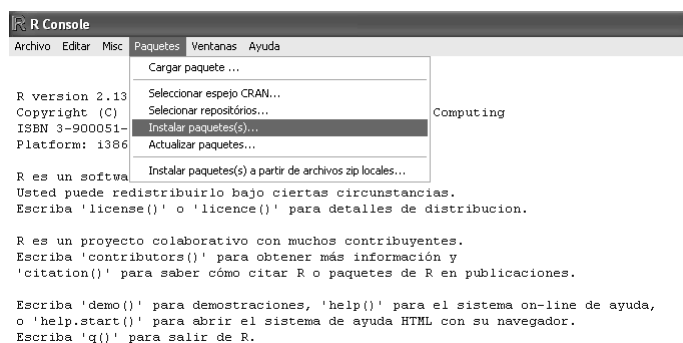 R Console
Archivo Editar Misc Paquetes Ventanas Ayuda
Cargar paquete ...
Seleccionar espejo CRAN...
Selecionar repositórios...
Instalar paquetes(s)...
Actualizar paquetes...
Instalar paquetes(s) a partir de archivos zip locales...
R version 2.13
Copyright (C) Computing
ISBN 3-900051-
Platform: i386
R es un softwa
Usted puede redistribuirlo bajo ciertas circunstancias.
Escriba 'license()' o 'licence()' para detalles de distribucion.
R es un proyecto colaborativo con muchos contribuyentes.
Escriba 'contributors()' para obtener más información y
'citation()' para saber cómo citar R o paquetes de R en publicaciones.
Escriba 'demo()' para demostraciones, 'help()' para el sistema on-line de ayuda,
o 'help.start()' para abrir el sistema de ayuda HTML con su navegador.
Escriba 'q()' para salir de R.